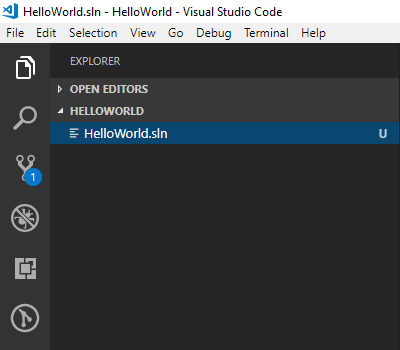 HelloWorld.sln - HelloWorld - Visual Studio Code
File Edit Selection View Go Debug Terminal Help
EXPLORER
OPEN EDITORS
HELLOWORLD
HelloWorld.sln U
1